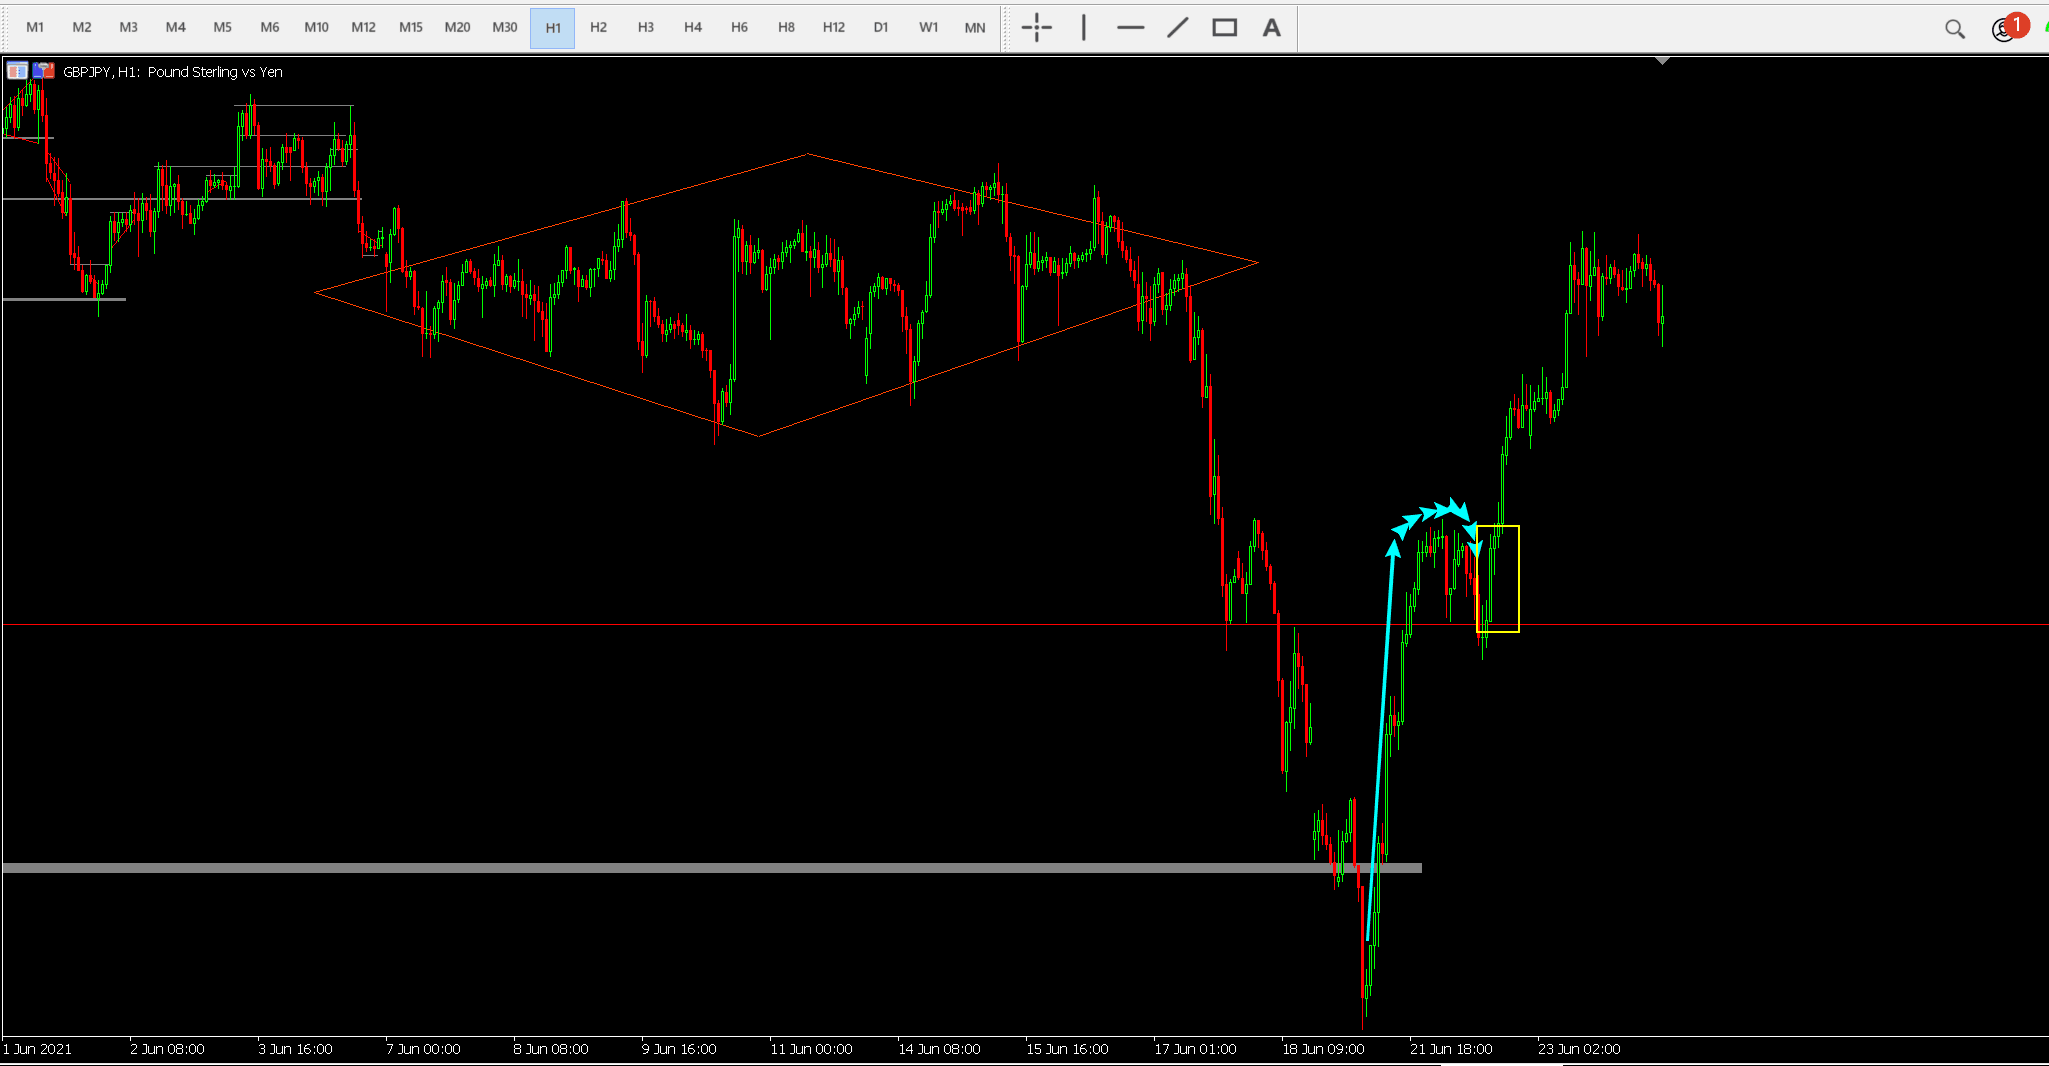 M1 M2 M3 M4 M5 M6 M10 M12 M15 M20 M30 H1 H2 H3 H4 H6 H8 H12 D1 W1 MN A 1
GBPJPY, H1: Pound Sterling vs Yen
1 Jun 2021 2 Jun 08:00 3 Jun 16:00 7 Jun 00:00 8 Jun 08:00 9 Jun 16:00 11 Jun 00:00 14 Jun 08:00 15 Jun 16:00 17 Jun 01:00 18 Jun 09:00 21 Jun 18:00 23 Jun 02:00